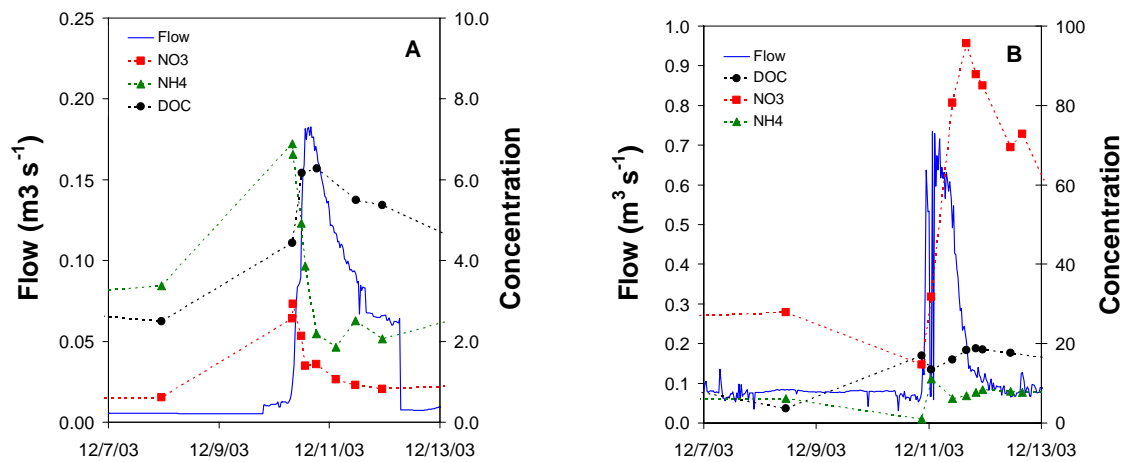 A
Flow
NO3
NH4
DOC
0.25
0.20
0.15
0.10
0.05
0.00
Flow (m3 s-1)
10.0
8.0
6.0
4.0
2.0
0.0
Concentration
12/7/03 12/9/03 12/11/03 12/13/03
B
Flow
DOC
NO3
NH4
1.0
0.9
0.8
0.7
0.6
0.5
0.4
0.3
0.2
0.1
0.0
Flow (m³ s⁻¹)
100
80
60
40
20
0
Concentration
12/7/03 12/9/03 12/11/03 12/13/03